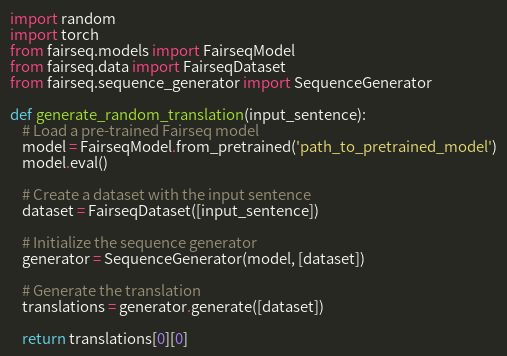 import random
import torch
from fairseq.models import FairseqModel
from fairseq.data import FairseqDataset
from fairseq.sequence_generator import SequenceGenerator
def generate_random_translation(input_sentence):
# Load a pre-trained Fairseq model
model = FairseqModel.from_pretrained('path_to_pretrained_model')
model.eval()
# Create a dataset with the input sentence
dataset = FairseqDataset([input_sentence])
# Initialize the sequence generator
generator = SequenceGenerator(model, [dataset])
# Generate the translation
translations = generator.generate([dataset])
return translations[0][0]